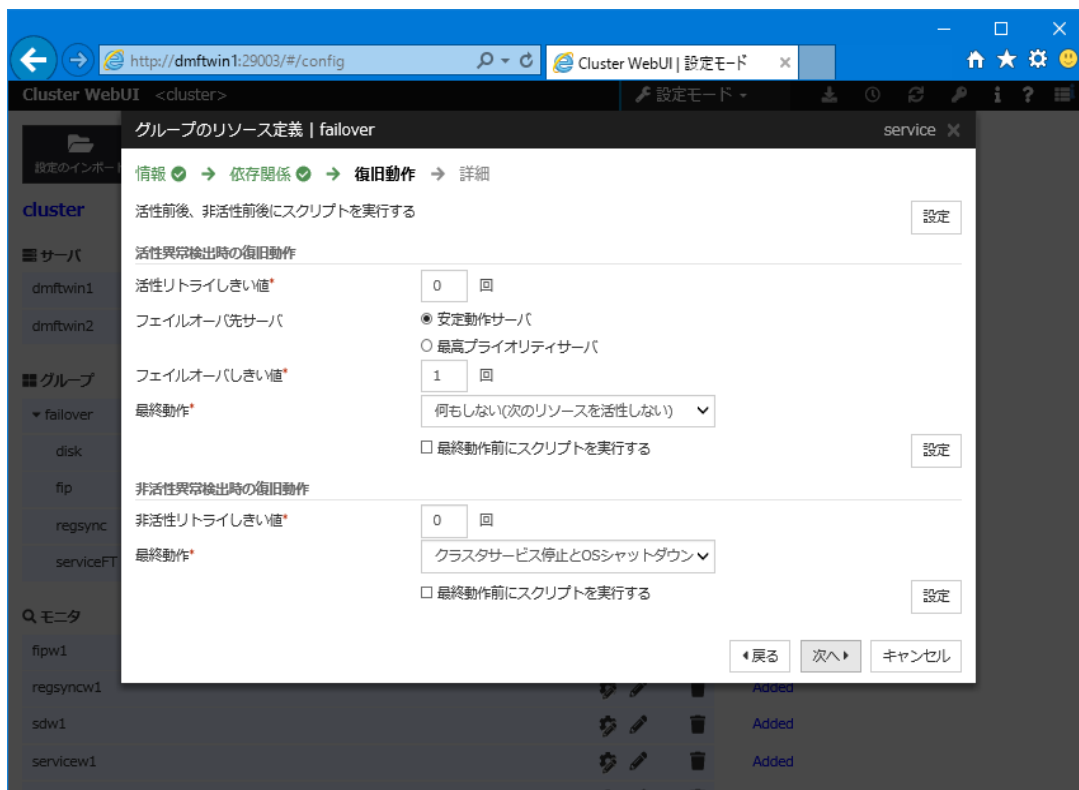 http://dmftwin1:29003/#/config
Cluster WebUI | 設定モード
Cluster WebUI <cluster>
設定モード
グループのリソース定義 | failover
service
設定のインポート
情報 依存関係 復旧動作 詳細
cluster
活性前後、非活性前後にスクリプトを実行する
設定
サーバ
活性異常検出時の復旧動作
dmftwin1
活性リトライしきい値*
0 回
dmftwin2
フェイルオーバ先サーバ
安定動作サーバ
最高プライオリティサーバ
グループ
フェイルオーバしきい値*
1 回
failover
最終動作*
何もしない(次のリソースを活性しない)
disk
最終動作前にスクリプトを実行する
設定
fip
非活性異常検出時の復旧動作
regsync
非活性リトライしきい値*
0 回
serviceFT
最終動作*
クラスタサービス停止とOSシャットダウン
最終動作前にスクリプトを実行する
設定
モニタ
fipw1
戻る 次へ キャンセル
regsyncw1
Added
sdw1
Added
servicew1
Added